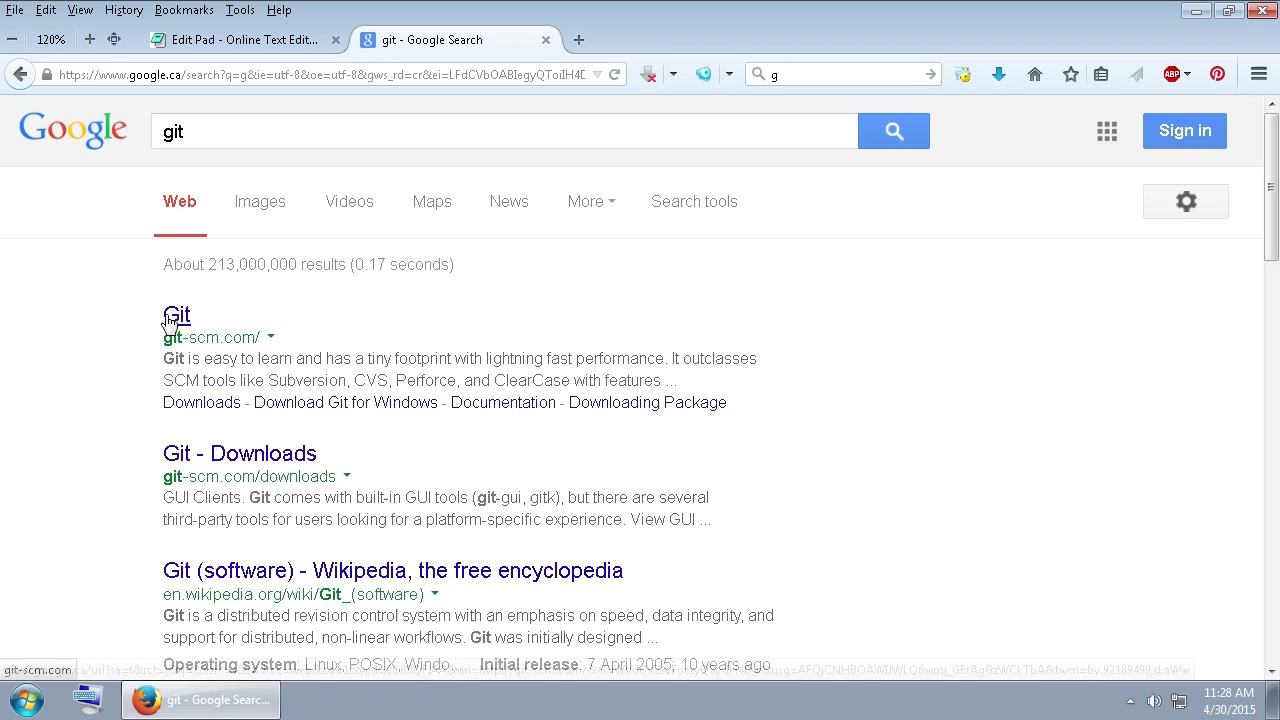 File Edit View History Bookmarks Tools Help
120% Edit Pad - Online Text Edit... git - Google Search
https://www.google.ca/search?q=g&ie=utf-8&oe=utf-8&gws_rd=cr&ei= g ABP
Google git Sign in
Web Images Videos Maps News More Search tools
About 213,000,000 results (0.17 seconds)
Git
git-scm.com/
Git is easy to learn and has a tiny footprint with lightning fast performance. It outclasses
SCM tools like Subversion, CVS, Perforce, and ClearCase with features ...
Downloads - Download Git for Windows - Documentation - Downloading Package
Git - Downloads
git-scm.com/downloads
GUI Clients. Git comes with built-in GUI tools (git-gui, gitk), but there are several
third-party tools for users looking for a platform-specific experience. View GUI ...
Git (software) - Wikipedia, the free encyclopedia
en.wikipedia.org/wiki/Git_(software)
Git is a distributed revision control system with an emphasis on speed, data integrity, and
support for distributed, non-linear workflows. Git was initially designed ...
Operating system: Linux, POSIX, Windo... Initial release: 7 April 2005; 10 years ago
git-scm.com
git - Google Searc... 11:28 AM
4/30/2015